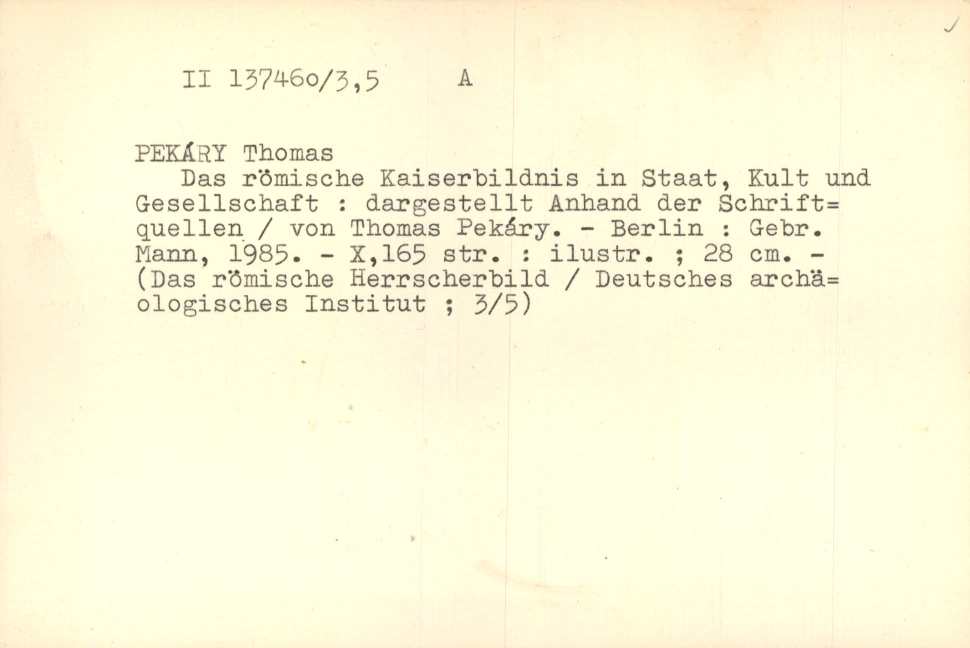 II 137460/3,5 A
PEKÁRY Thomas
Das römische Kaiserbildnis in Staat, Kult und
Gesellschaft : dargestellt Anhand der Schrift=
quellen / von Thomas Pekáry. - Berlin : Gebr.
Mann, 1985. - X,165 str. : ilustr. ; 28 cm. -
(Das römische Herrscherbild / Deutsches archä=
ologisches Institut ; 3/5)